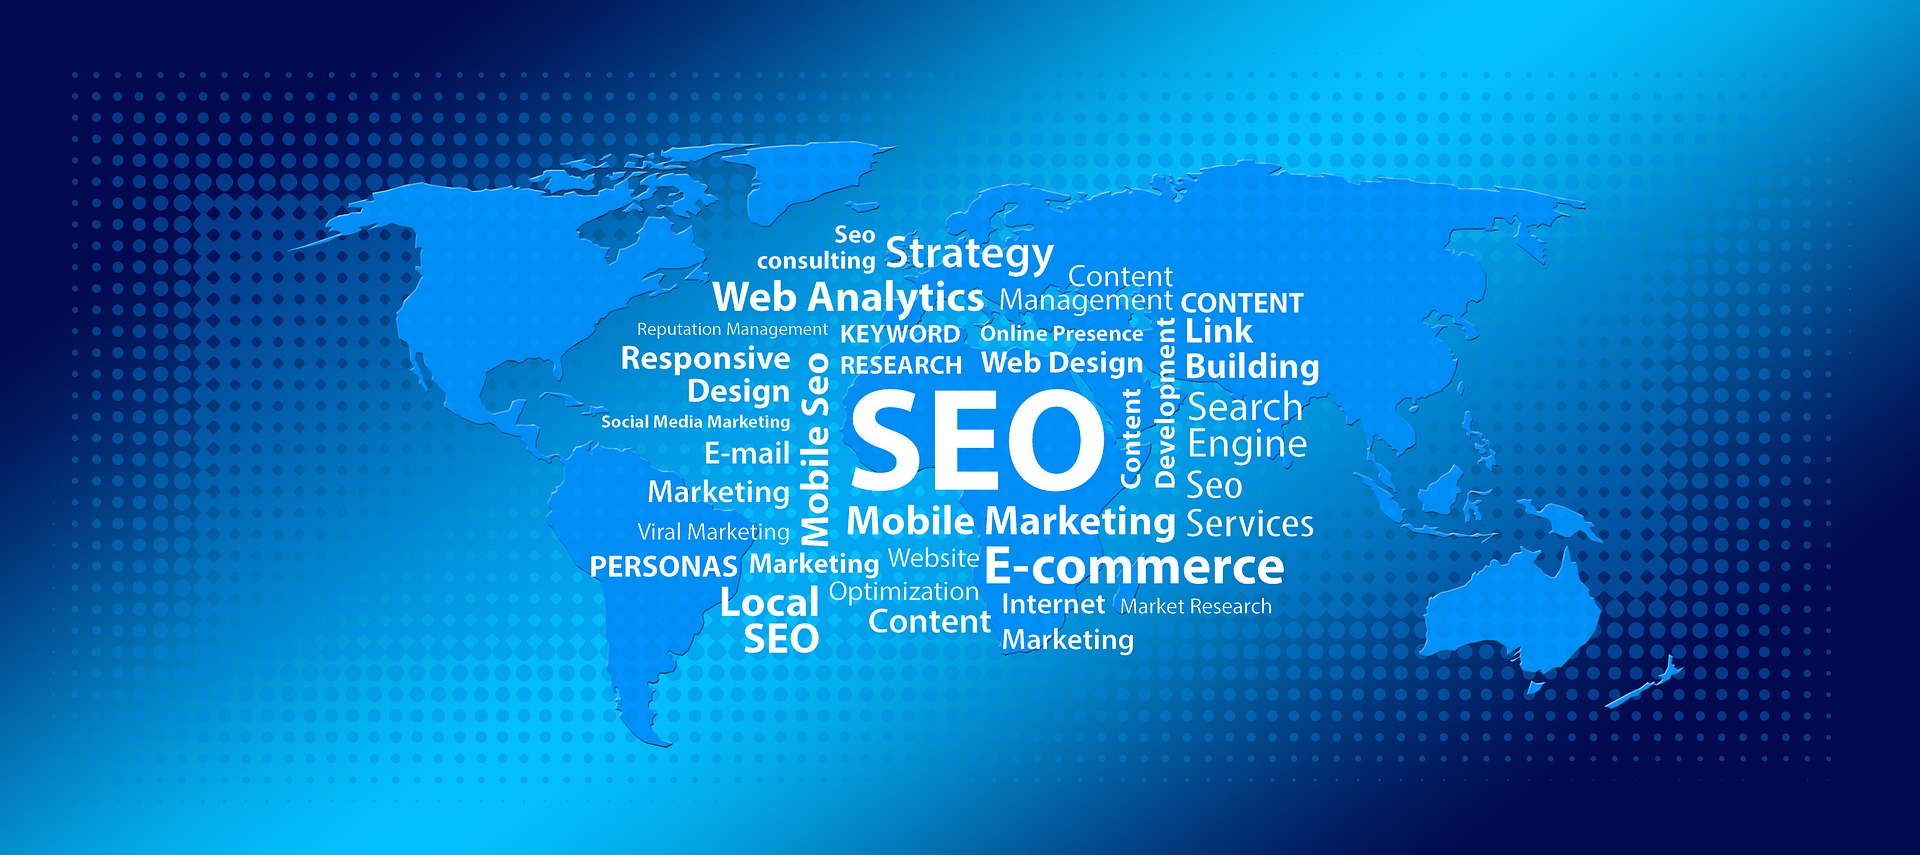 Seo
consulting
Strategy
Content
Management
Web Analytics
CONTENT
Reputation Management
KEYWORD
RESEARCH
Online Presence
Web Design
Link
Building
Responsive
Design
Mobile Seo
SEO
Content
Development
Search
Engine
Social Media Marketing
E-mail
Marketing
Seo
Services
Viral Marketing
Mobile Marketing
PERSONAS
Marketing
Website
Optimization
E-commerce
Local
SEO
Content
Internet
Marketing
Market Research